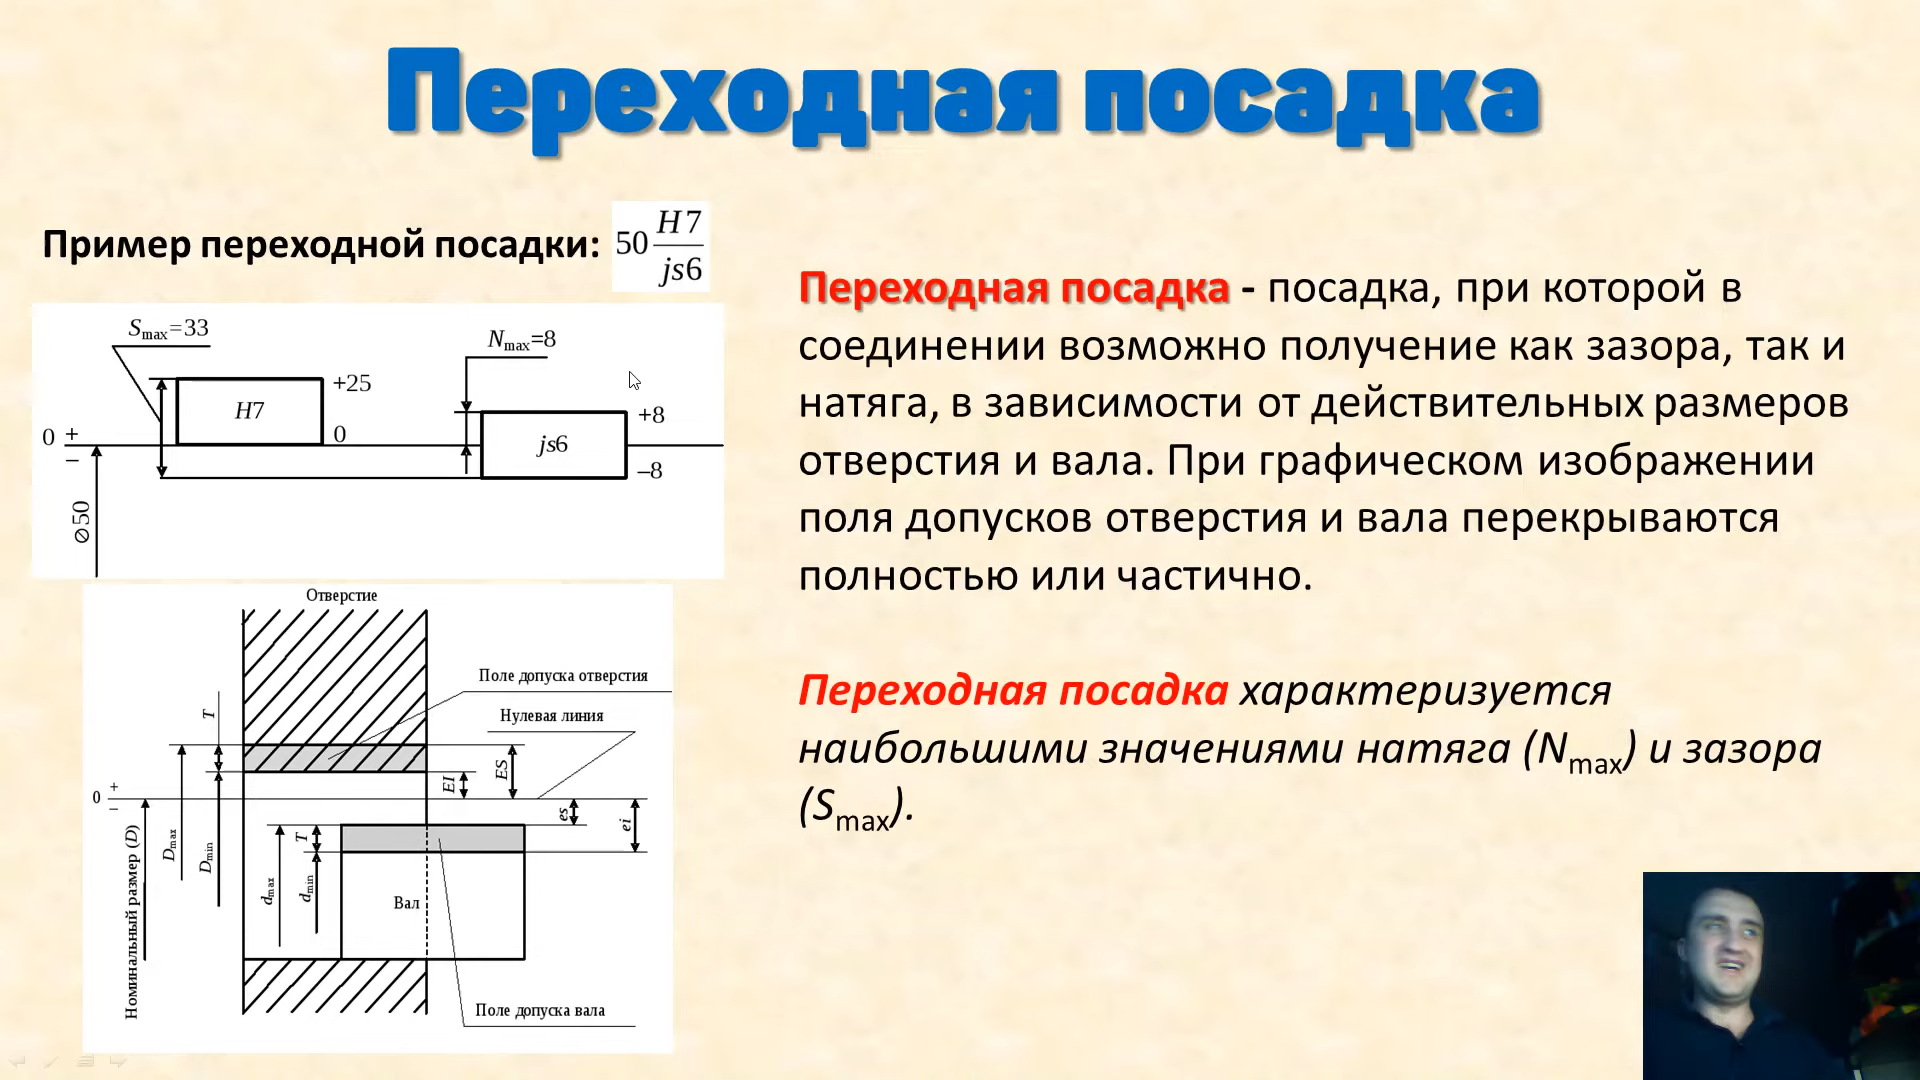 Переходная посадка
Пример переходной посадки: 50 H7/js6
Smax=33
Nmax=8
+25
H7
+8
0
0 + −
js6
−8
⌀50
Переходная посадка - посадка, при которой в
соединении возможно получение как зазора, так и
натяга, в зависимости от действительных размеров
отверстия и вала. При графическом изображении
поля допусков отверстия и вала перекрываются
полностью или частично.
Переходная посадка характеризуется
наибольшими значениями натяга (Nmax) и зазора
(Smax).
Отверстие
Поле допуска отверстия
Нулевая линия
T
ES
EI
0 + −
es
ei
Dmax
Dmin
T
dmax
dmin
Номинальный размер (D)
Вал
Поле допуска вала